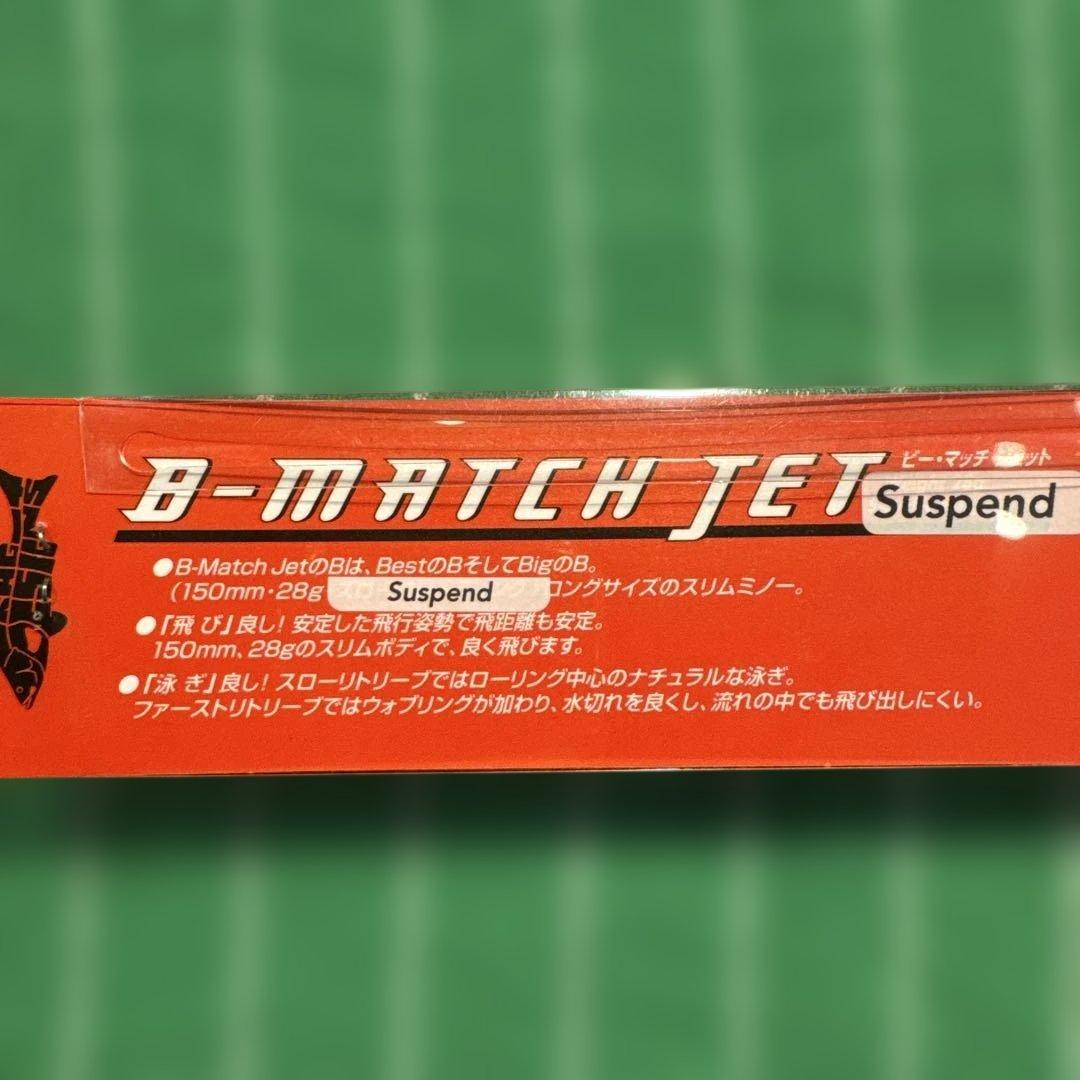 B-MATCH JET ビー・マッチ
Suspend
●B-Match JetのBは、BestのBそしてBigのB。
(150mm・28g Suspend ロングサイズのスリムミノー。
●「飛 び」良し! 安定した飛行姿勢で飛距離も安定。
150mm、28gのスリムボディで、良く飛びます。
●「泳 ぎ」良し! スローリトリーブではローリング中心のナチュラルな泳ぎ。
ファーストリトリーブではウォブリングが加わり、水切れを良くし、流れの中でも飛び出しにくい。